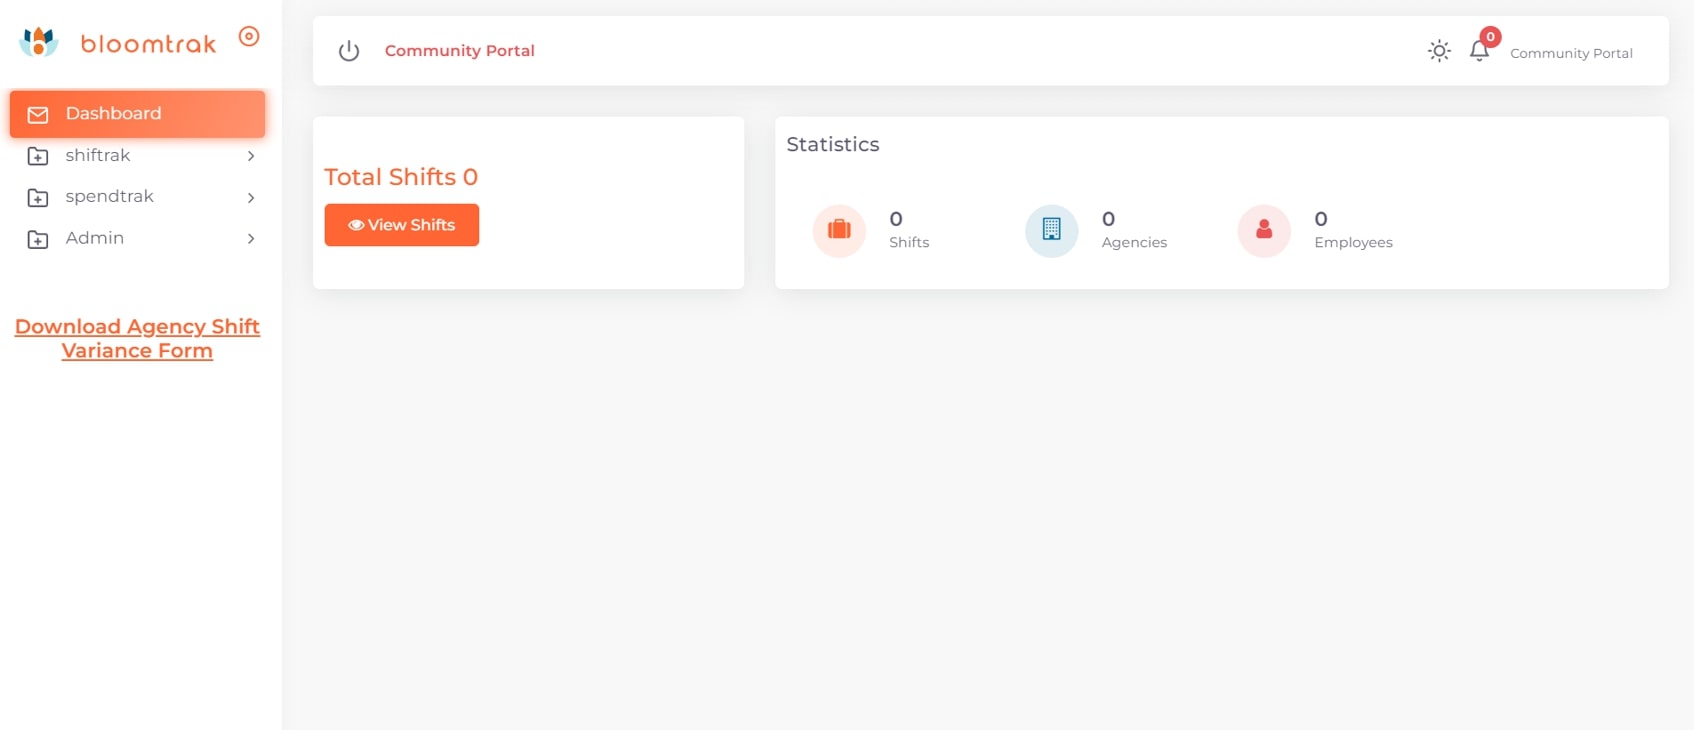 bloomtrak
Dashboard
shiftrak
spendtrak
Admin
Download Agency Shift
Variance Form
Community Portal
0
Community Portal
Total Shifts 0
View Shifts
Statistics
0
Shifts
0
Agencies
0
Employees